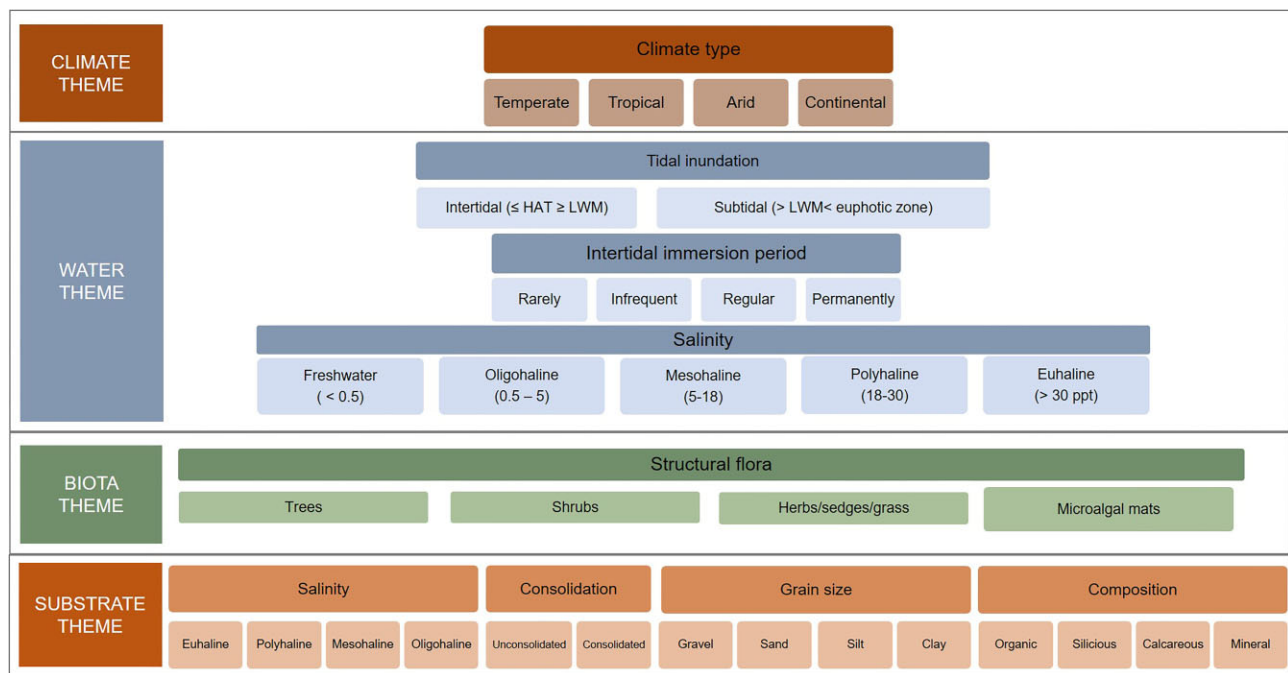 CLIMATE
THEME
Climate type
Temperate Tropical Arid Continental
WATER
THEME
Tidal inundation
Intertidal (≤ HAT ≥ LWM) Subtidal (> LWM< euphotic zone)
Intertidal immersion period
Rarely Infrequent Regular Permanently
Salinity
Freshwater
( < 0.5)
Oligohaline
(0.5 – 5)
Mesohaline
(5-18)
Polyhaline
(18-30)
Euhaline
(> 30 ppt)
BIOTA
THEME
Structural flora
Trees Shrubs Herbs/sedges/grass Microalgal mats
SUBSTRATE
THEME
Salinity Consolidation Grain size Composition
Euhaline Polyhaline Mesohaline Oligohaline Unconsolidated Consolidated Gravel Sand Silt Clay Organic Silicious Calcareous Mineral